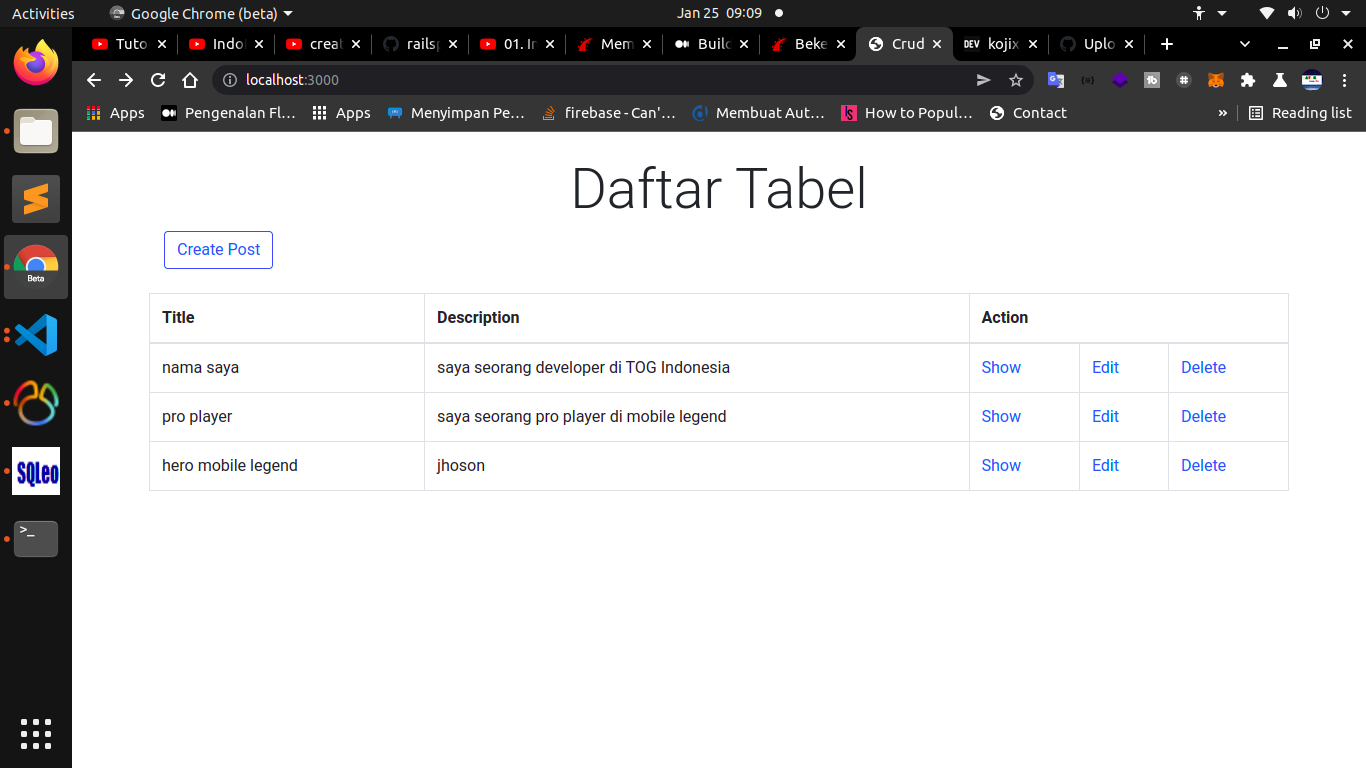 Activities Google Chrome (beta) Jan 25 09:09
Tuto Indo creat railsp 01. In Mem Builc Beke Crud DEV kojix Uplo
localhost:3000
Apps Pengenalan Fl… Apps Menyimpan Pe… firebase - Can'… Membuat Aut… How to Popul… Contact » Reading list
Daftar Tabel
Create Post
Title Description Action
nama saya saya seorang developer di TOG Indonesia Show Edit Delete
pro player saya seorang pro player di mobile legend Show Edit Delete
hero mobile legend jhoson Show Edit Delete
Beta
SQLeo
>_